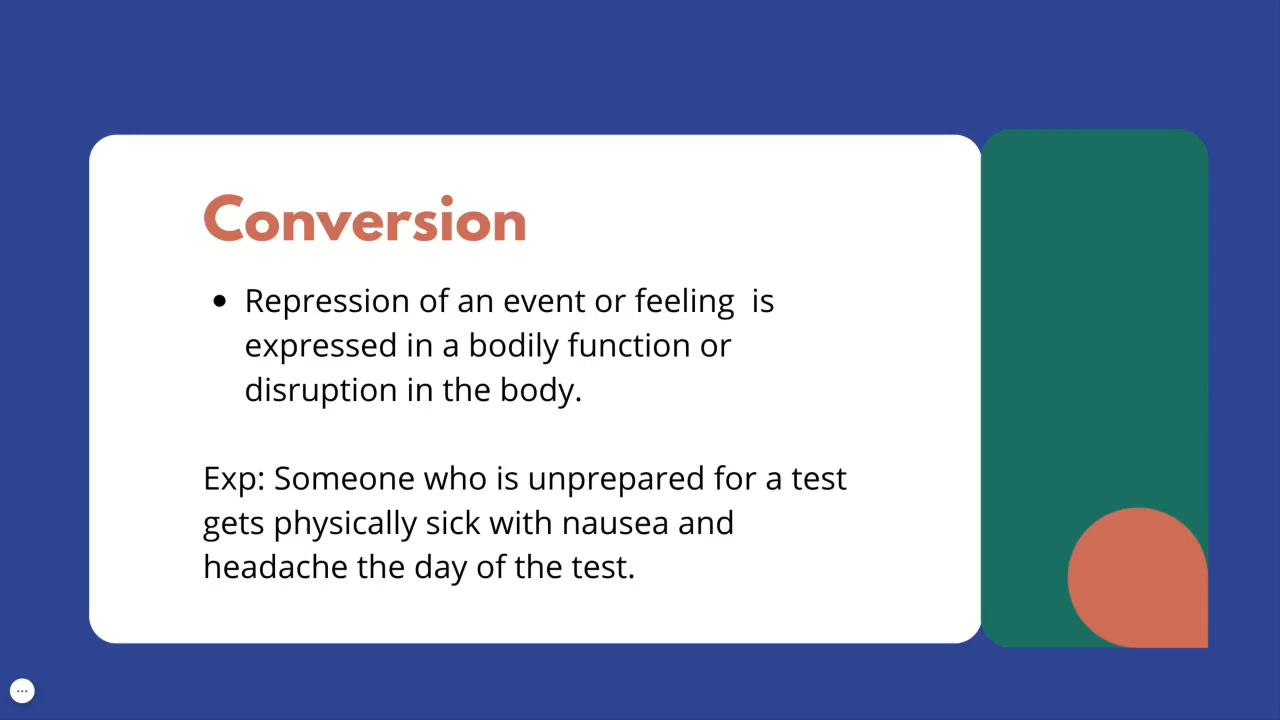 Conversion
• Repression of an event or feeling  is
expressed in a bodily function or
disruption in the body.
Exp: Someone who is unprepared for a test
gets physically sick with nausea and
headache the day of the test.